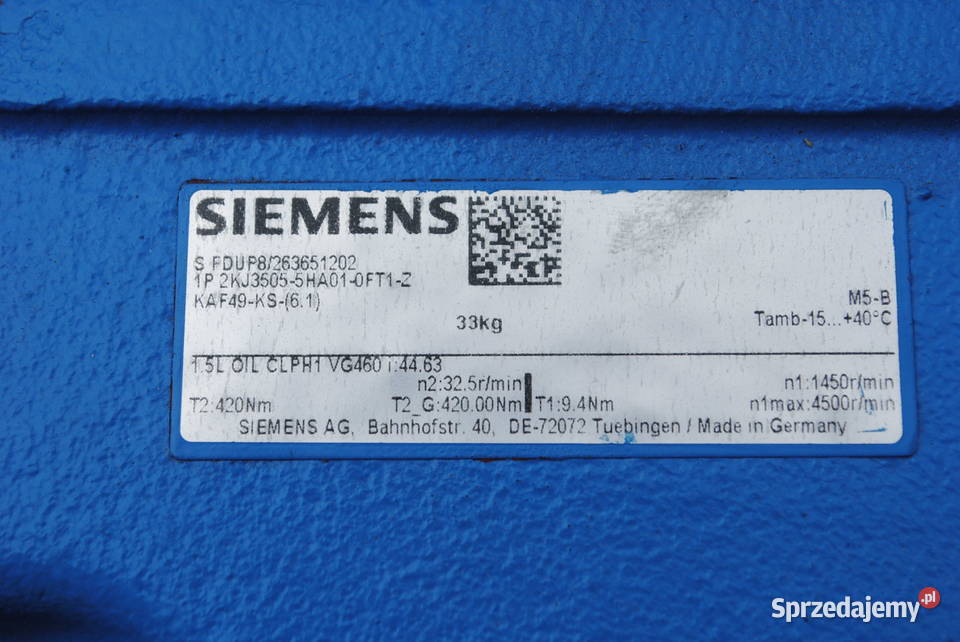 SIEMENS
S FDUP8/263651202
1P 2KJ3505-5HA01-0FT1-Z
KAF49-KS-(6.1)
33kg
M5-B
Tamb-15...+40°C
1.5L OIL CLPH1 VG460 i:44.63
n2:32.5r/min n1:1450r/min
T2:420Nm T2_G:420.00Nm T1:9.4Nm n1max:4500r/min
SIEMENS AG, Bahnhofstr. 40, DE-72072 Tuebingen / Made in Germany
Sprzedajemy.pl